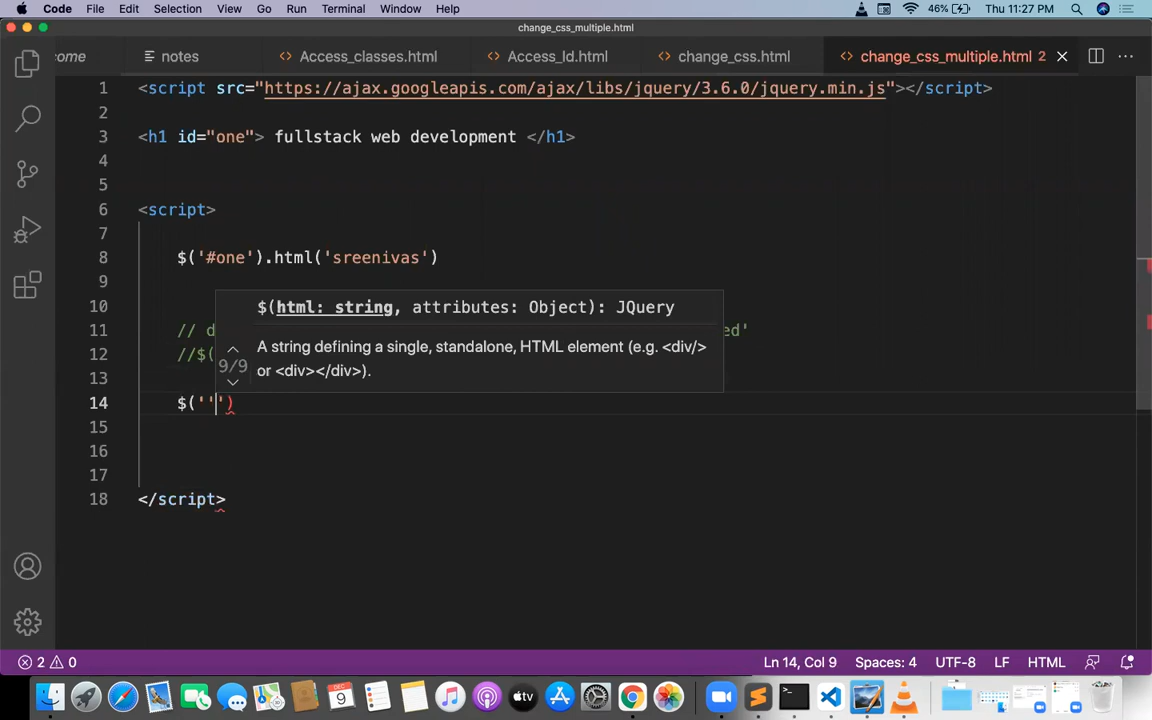 Code File Edit Selection View Go Run Terminal Window Help 46% Thu 11:27 PM
change_css_multiple.html
ome notes Access_classes.html Access_Id.html change_css.html change_css_multiple.html 2
1 <script src="https://ajax.googleapis.com/ajax/libs/jquery/3.6.0/jquery.min.js"></script>
2
3 <h1 id="one"> fullstack web development </h1>
4
5
6 <script>
7
8 $('#one').html('sreenivas')
9
10 $(html: string, attributes: Object): JQuery
11 // d ed'
12 //$(
A string defining a single, standalone, HTML element (e.g. <div/>
or <div></div>).
9/9
13
14 $(''')
15
16
17
18 </script>
2 0 Ln 14, Col 9 Spaces: 4 UTF-8 LF HTML
DEC
9
tv